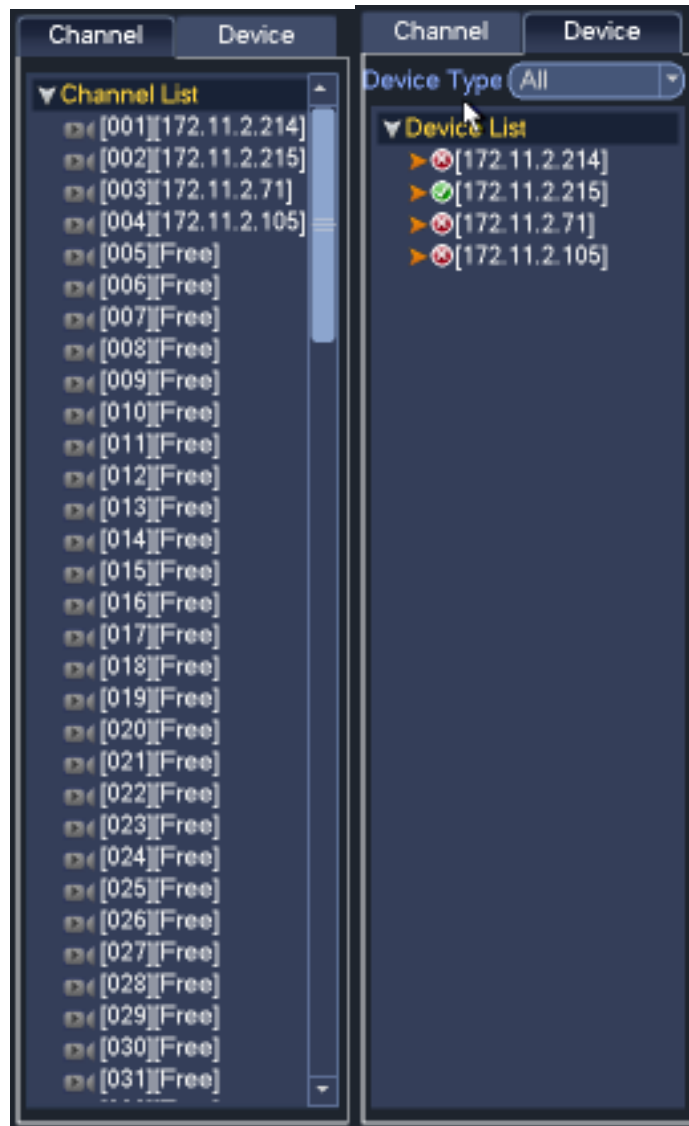 Channel Device
Channel List
[001][172.11.2.214]
[002][172.11.2.215]
[003][172.11.2.71]
[004][172.11.2.105]
[005][Free]
[006][Free]
[007][Free]
[008][Free]
[009][Free]
[010][Free]
[011][Free]
[012][Free]
[013][Free]
[014][Free]
[015][Free]
[016][Free]
[017][Free]
[018][Free]
[019][Free]
[020][Free]
[021][Free]
[022][Free]
[023][Free]
[024][Free]
[025][Free]
[026][Free]
[027][Free]
[028][Free]
[029][Free]
[030][Free]
[031][Free]
Channel Device
Device Type All
Device List
[172.11.2.214]
[172.11.2.215]
[172.11.2.71]
[172.11.2.105]